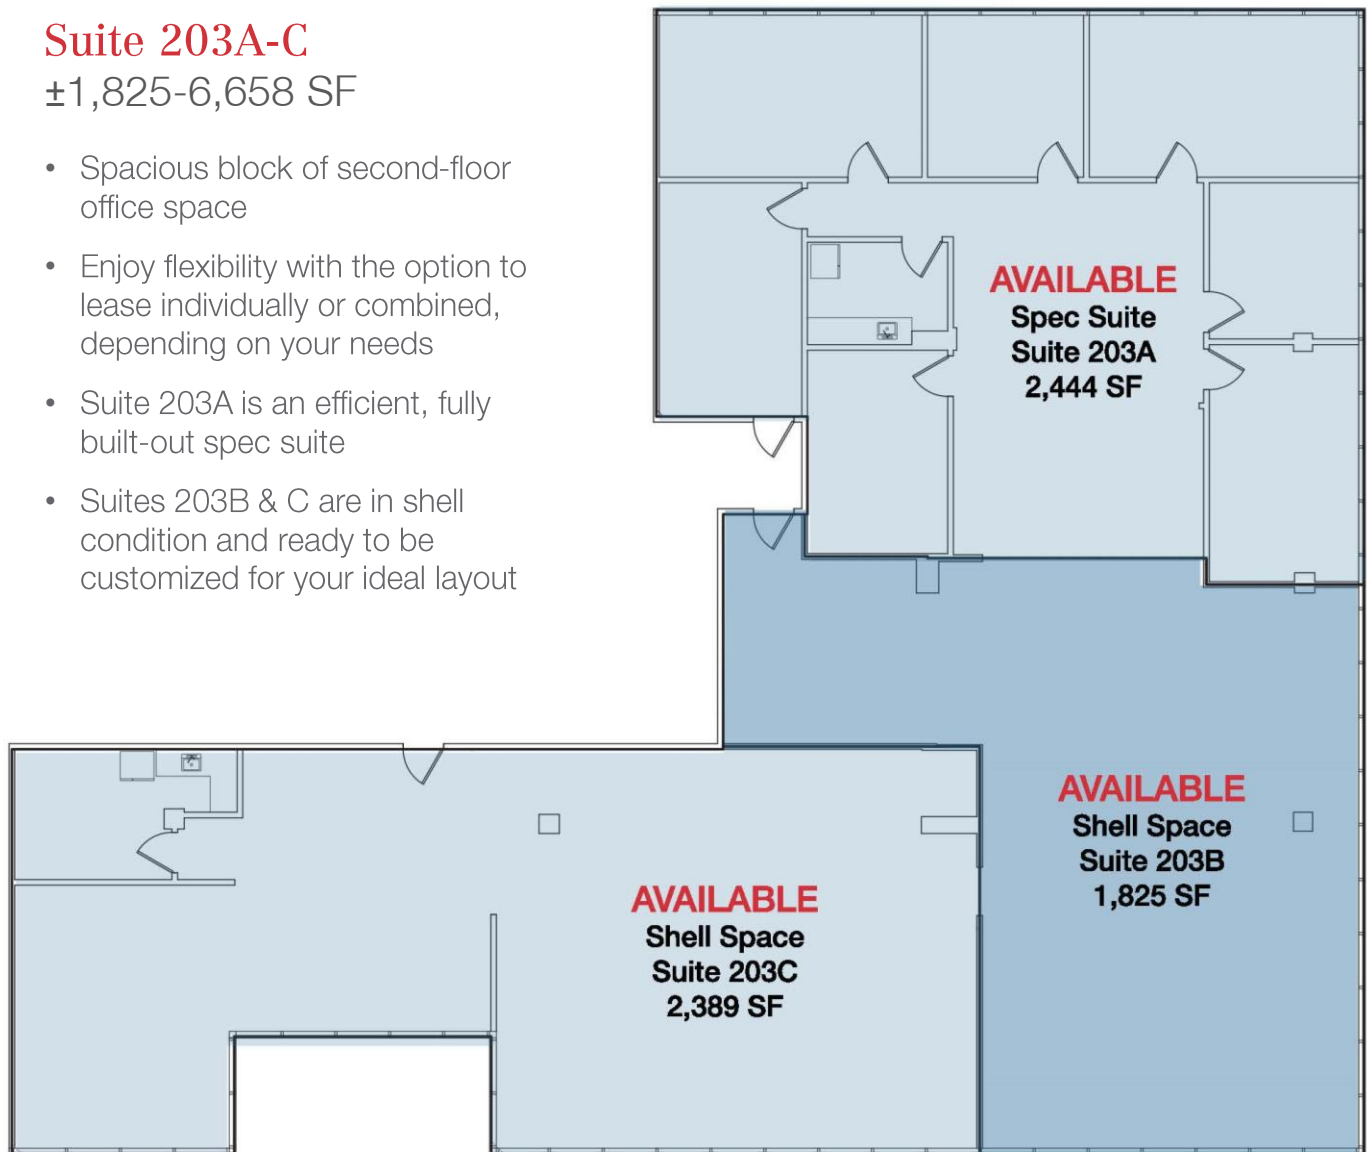 Suite 203A-C
±1,825-6,658 SF
• Spacious block of second-floor
office space
• Enjoy flexibility with the option to
lease individually or combined,
depending on your needs
• Suite 203A is an efficient, fully
built-out spec suite
• Suites 203B & C are in shell
condition and ready to be
customized for your ideal layout
AVAILABLE
Spec Suite
Suite 203A
2,444 SF
AVAILABLE
Shell Space
Suite 203B
1,825 SF
AVAILABLE
Shell Space
Suite 203C
2,389 SF